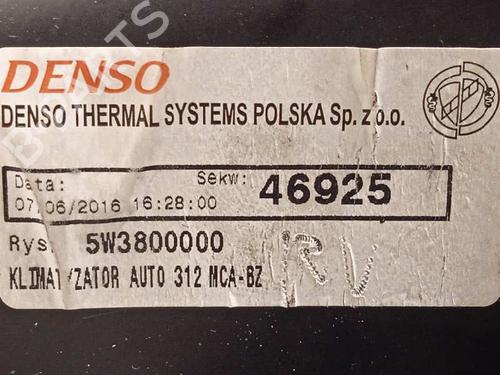 DENSO
DENSO THERMAL SYSTEMS POLSKA Sp. z o.o.
Data: Sekw: 46925
07/06/2016 16:28:00
Rys. 5W3800000
KLIMATYZATOR AUTO 312 MCA-BZ